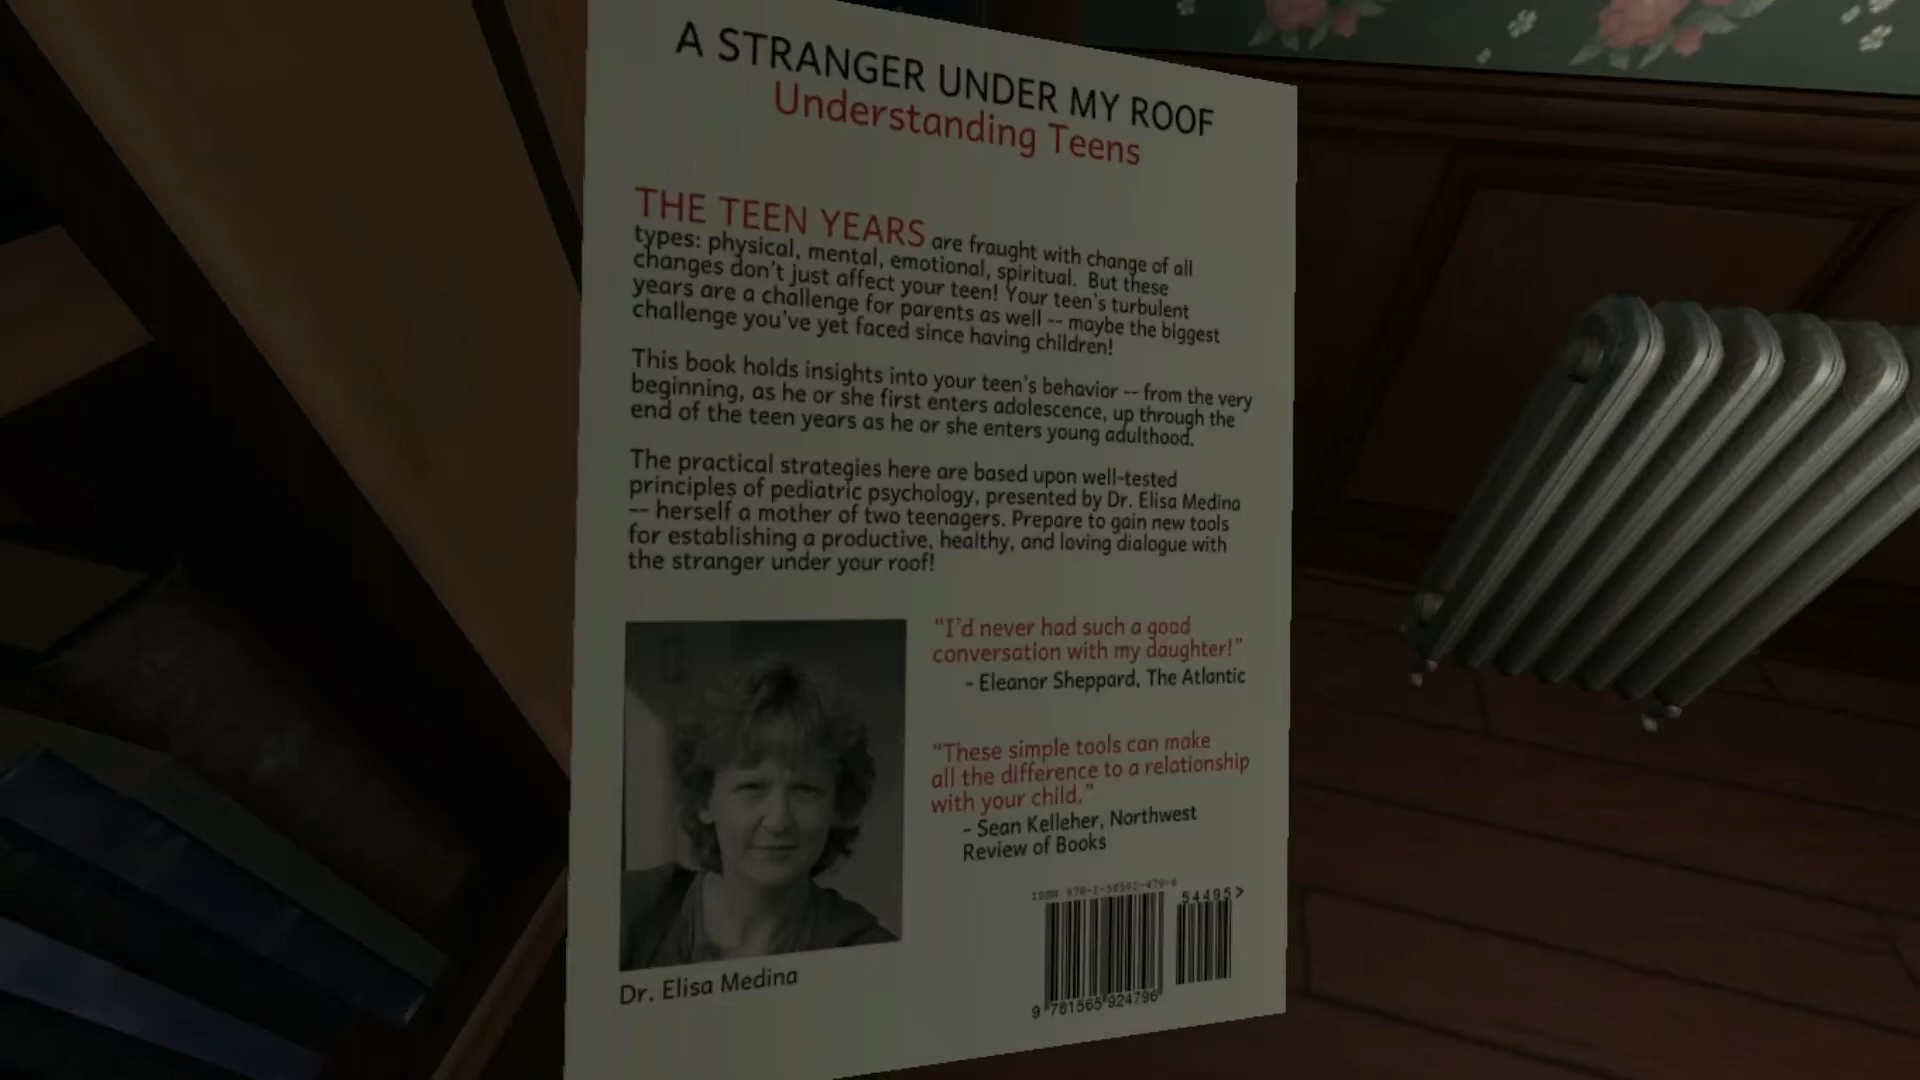 A STRANGER UNDER MY ROOF
Understanding Teens
THE TEEN YEARS are fraught with change of all
types: physical, mental, emotional, spiritual. But these
changes don't just affect your teen! Your teen's turbulent
years are a challenge for parents as well -- maybe the biggest
challenge you've yet faced since having children!
This book holds insights into your teen's behavior -- from the very
beginning, as he or she first enters adolescence, up through the
end of the teen years as he or she enters young adulthood.
The practical strategies here are based upon well-tested
principles of pediatric psychology, presented by Dr. Elisa Medina
-- herself a mother of two teenagers. Prepare to gain new tools
for establishing a productive, healthy, and loving dialogue with
the stranger under your roof!
"I'd never had such a good
conversation with my daughter!"
- Eleanor Sheppard, The Atlantic
"These simple tools can make
all the difference to a relationship
with your child."
- Sean Kelleher, Northwest
Review of Books
Dr. Elisa Medina
ISBN
54495>
9 781565 924796